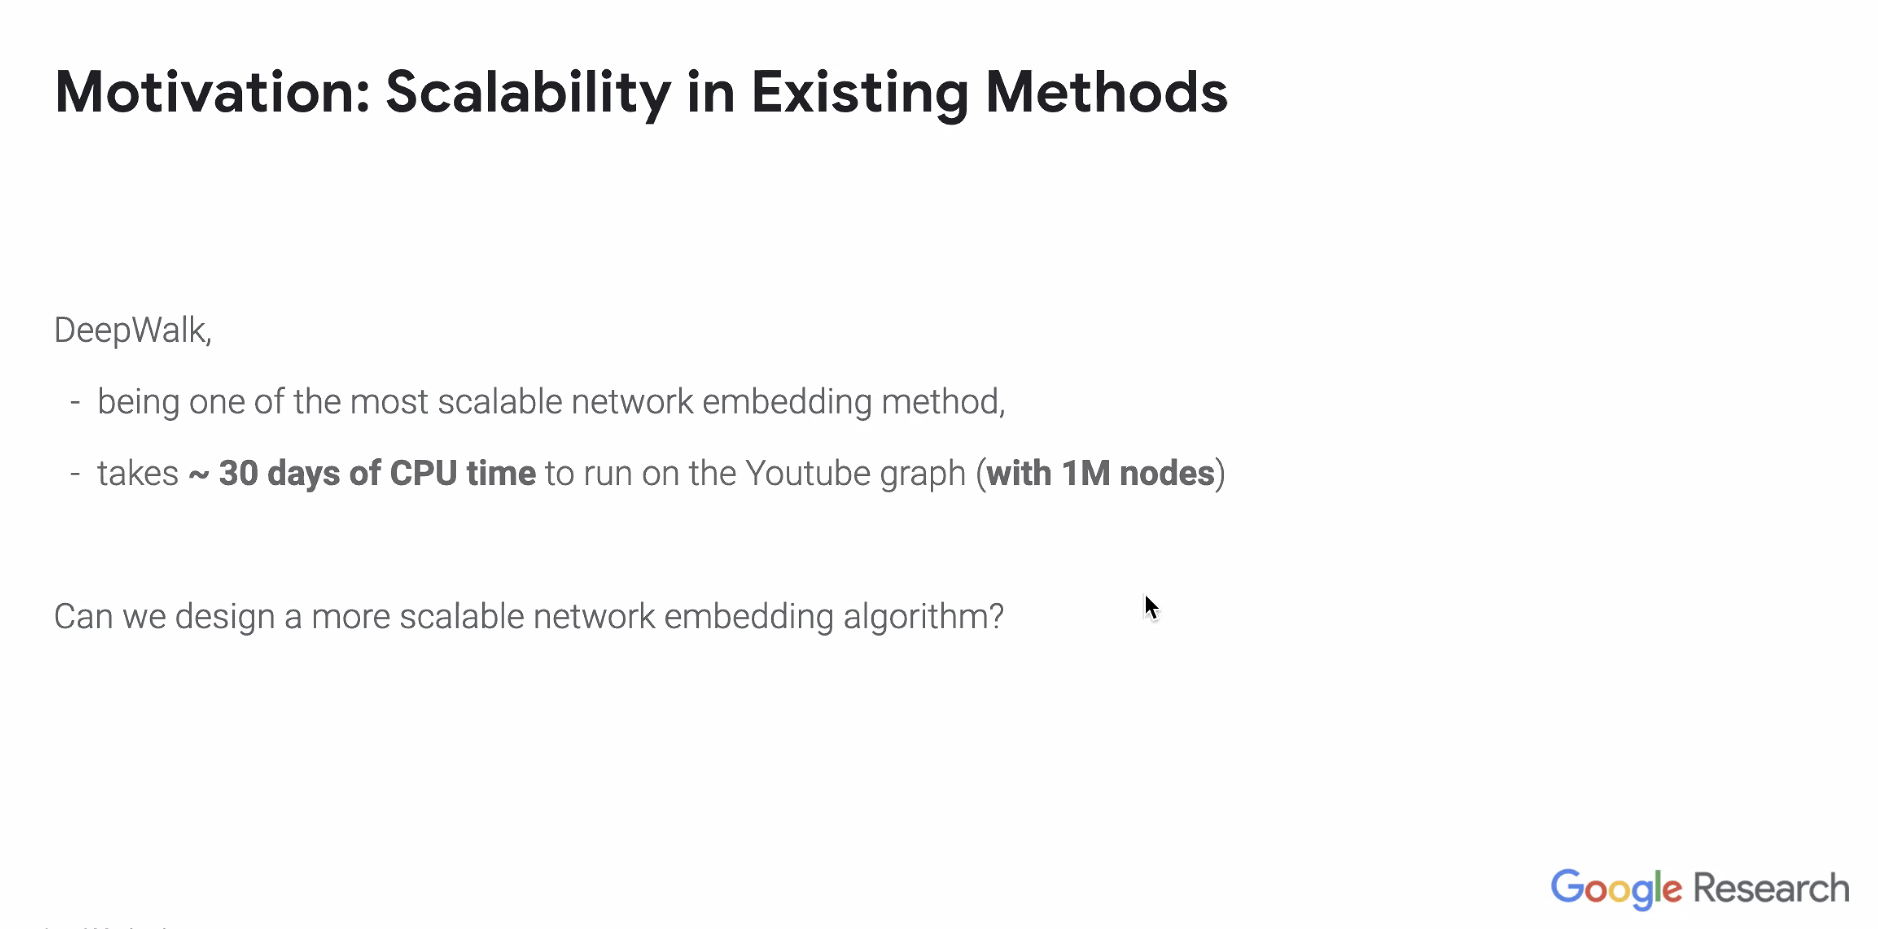 Motivation: Scalability in Existing Methods
DeepWalk,
- being one of the most scalable network embedding method,
- takes ~ 30 days of CPU time to run on the Youtube graph (with 1M nodes)
Can we design a more scalable network embedding algorithm?
Google Research